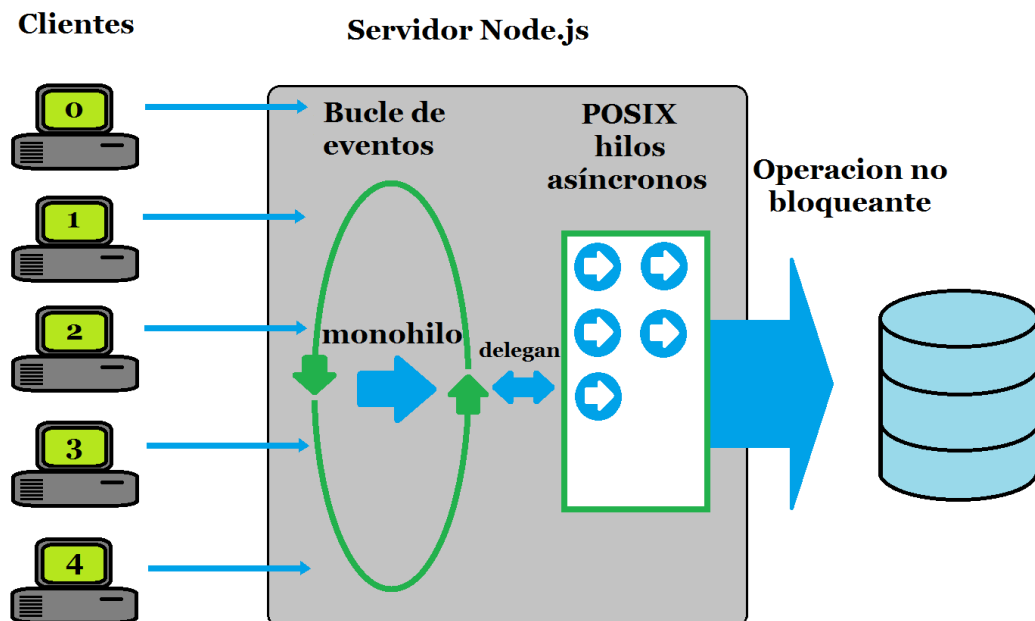 Clientes
Servidor Node.js
0
1
2
3
4
Bucle de
eventos
monohilo
delegan
POSIX
hilos
asíncronos
Operacion no
bloqueante